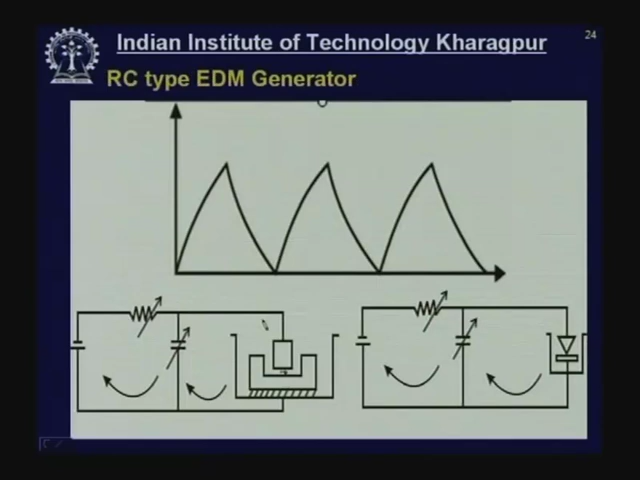 Indian Institute of Technology Kharagpur
24
RC type EDM Generator